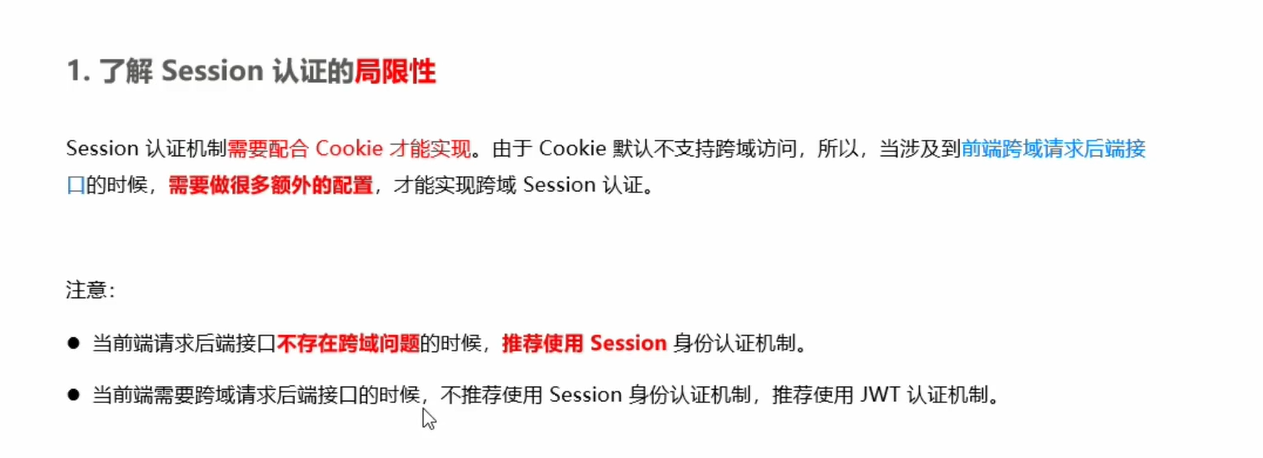 1. 了解 Session 认证的局限性
Session 认证机制需要配合 Cookie 才能实现。由于 Cookie 默认不支持跨域访问，所以，当涉及到前端跨域请求后端接
口的时候，需要做很多额外的配置，才能实现跨域 Session 认证。
注意：
● 当前端请求后端接口不存在跨域问题的时候，推荐使用 Session 身份认证机制。
● 当前端需要跨域请求后端接口的时候，不推荐使用 Session 身份认证机制，推荐使用 JWT 认证机制。